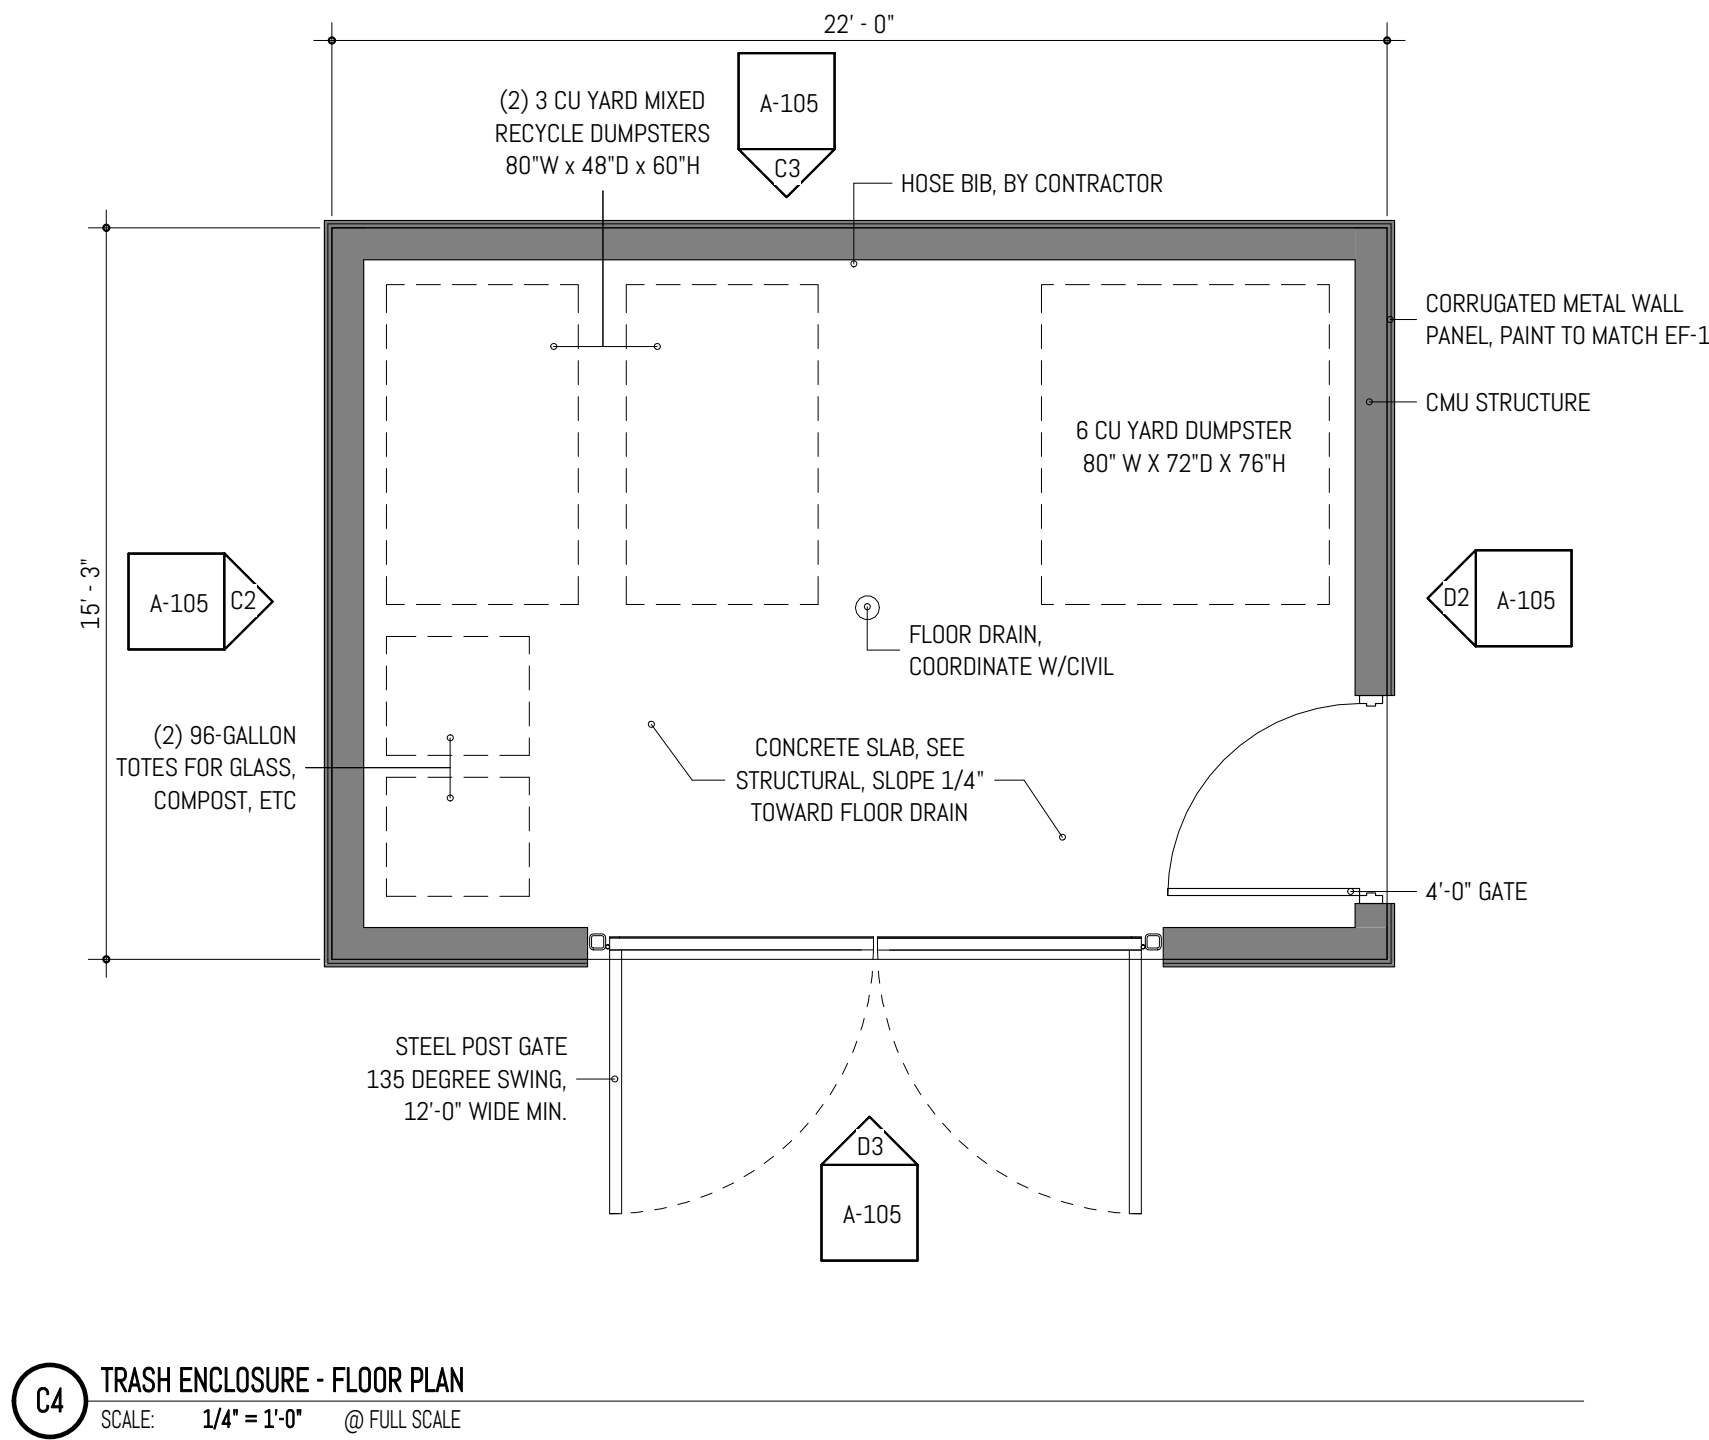 22' - 0"
(2) 3 CU YARD MIXED
RECYCLE DUMPSTERS
80"W x 48"D x 60"H
A-105
C3
HOSE BIB, BY CONTRACTOR
CORRUGATED METAL WALL
PANEL, PAINT TO MATCH EF-1
CMU STRUCTURE
6 CU YARD DUMPSTER
80" W X 72"D X 76"H
15' - 3"
A-105
C2
D2
A-105
FLOOR DRAIN,
COORDINATE W/CIVIL
(2) 96-GALLON
TOTES FOR GLASS,
COMPOST, ETC
CONCRETE SLAB, SEE
STRUCTURAL, SLOPE 1/4"
TOWARD FLOOR DRAIN
4'-0" GATE
STEEL POST GATE
135 DEGREE SWING,
12'-0" WIDE MIN.
D3
A-105
C4
TRASH ENCLOSURE - FLOOR PLAN
SCALE: 1/4" = 1'-0" @ FULL SCALE